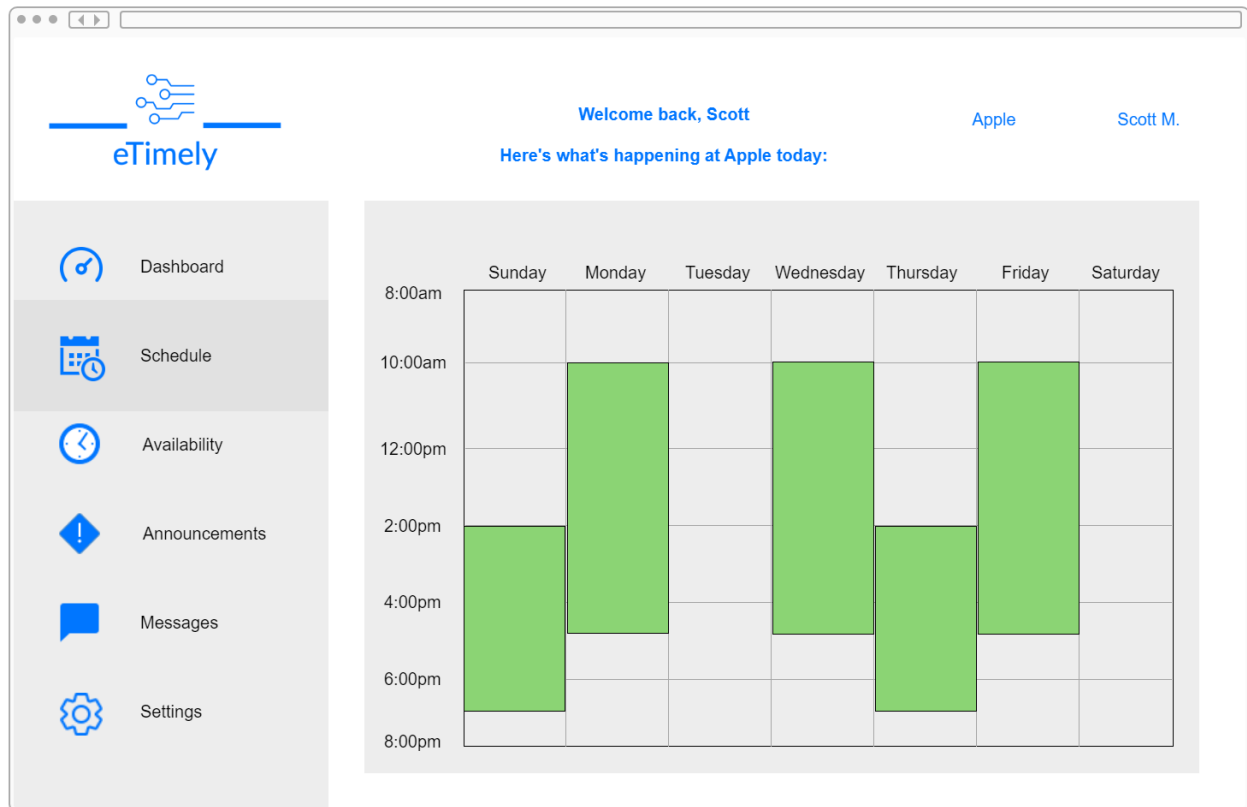 eTimely
Welcome back, Scott
Here's what's happening at Apple today:
Apple
Scott M.
Dashboard
Schedule
Availability
Announcements
Messages
Settings
Sunday Monday Tuesday Wednesday Thursday Friday Saturday
8:00am
10:00am
12:00pm
2:00pm
4:00pm
6:00pm
8:00pm